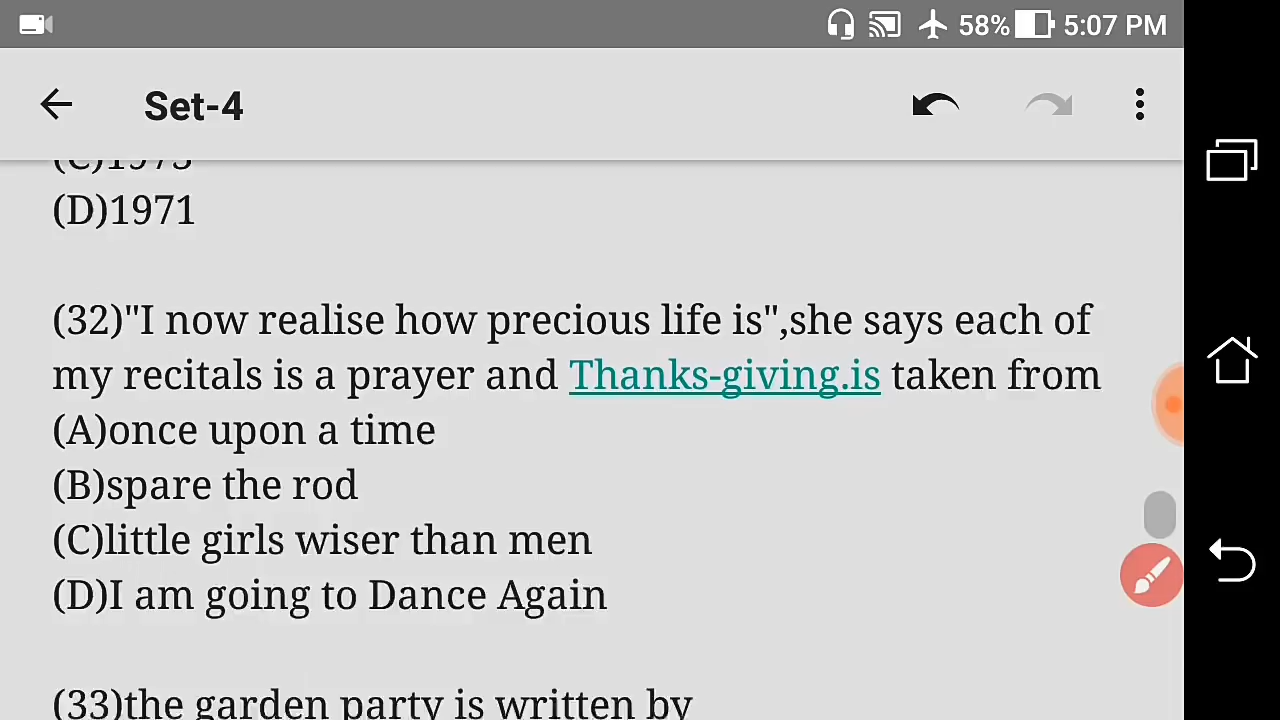 58% 5:07 PM
Set-4
(C)1973
(D)1971
(32)"I now realise how precious life is",she says each of
my recitals is a prayer and Thanks-giving.is taken from
(A)once upon a time
(B)spare the rod
(C)little girls wiser than men
(D)I am going to Dance Again
(33)the garden party is written by